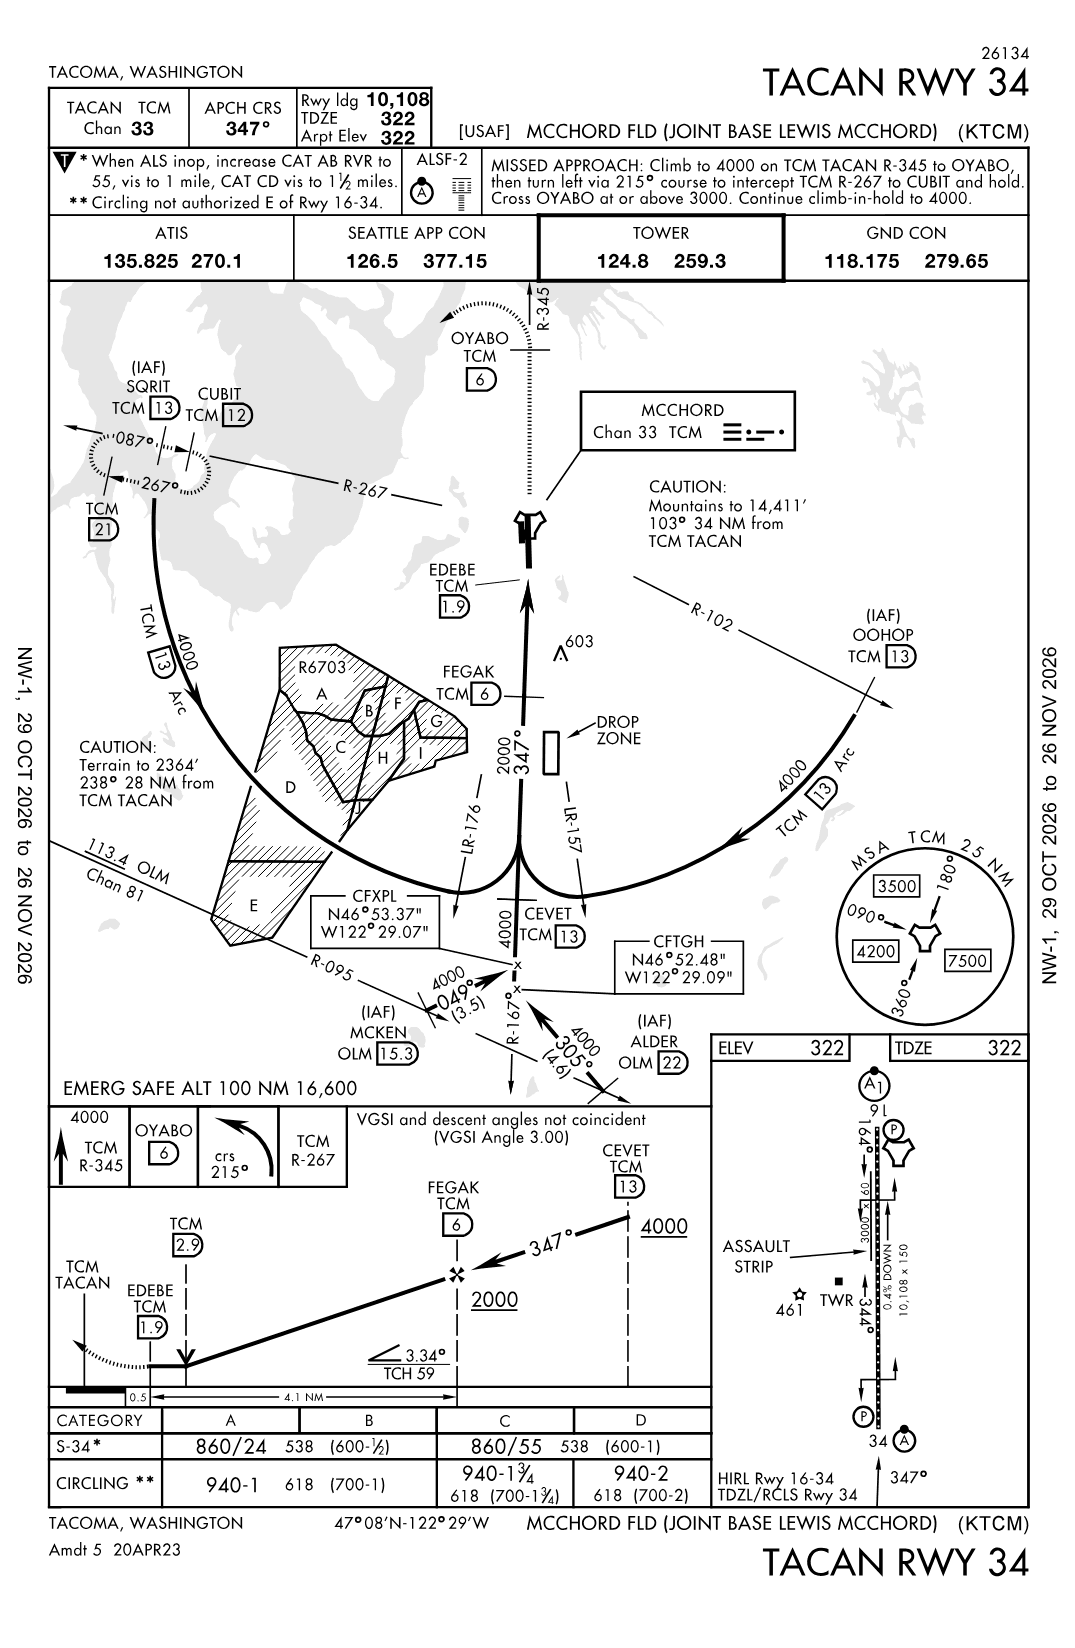 26134
TACOMA, WASHINGTON
TACAN RWY 34
TACAN TCM
Chan 33
APCH CRS
347°
Rwy ldg 10,108
TDZE 322
Arpt Elev 322
[USAF] MCCHORD FLD (JOINT BASE LEWIS MCCHORD) (KTCM)
T * When ALS inop, increase CAT AB RVR to
55, vis to 1 mile, CAT CD vis to 1½ miles.
** Circling not authorized E of Rwy 16-34.
ALSF-2
A
MISSED APPROACH: Climb to 4000 on TCM TACAN R-345 to OYABO,
then turn left via 215° course to intercept TCM R-267 to CUBIT and hold.
Cross OYABO at or above 3000. Continue climb-in-hold to 4000.
ATIS
135.825 270.1
SEATTLE APP CON
126.5 377.15
TOWER
124.8 259.3
GND CON
118.175 279.65
R-345
OYABO
TCM
6
(IAF)
SQRIT
TCM 13
CUBIT
TCM 12
087°
267°
TCM
21
R-267
MCCHORD
Chan 33 TCM
CAUTION:
Mountains to 14,411'
103° 34 NM from
TCM TACAN
EDEBE
TCM
1.9
R-102
(IAF)
OOHOP
TCM 13
603
TCM 13 Arc
4000
R6703
A
B
F
G
C
H
I
D
J
E
FEGAK
TCM 6
DROP
ZONE
2000
347°
4000
TCM 13 Arc
CAUTION:
Terrain to 2364'
238° 28 NM from
TCM TACAN
LR-176
LR-157
113.4 OLM
Chan 81
CFXPL
N46°53.37"
W122°29.07"
4000
CEVET
TCM 13
CFTGH
N46°52.48"
W122°29.09"
MSA TCM 25 NM
3500
180°
090°
4200
7500
360°
R-095
4000
049°
(3.5)
x
x
R-167°
(IAF)
MCKEN
OLM 15.3
4000
305°
(4.6)
(IAF)
ALDER
OLM 22
EMERG SAFE ALT 100 NM 16,600
ELEV 322
TDZE 322
A1
16
P
164°
3000 x 60
ASSAULT
STRIP
0.4% DOWN
10,108 x 150
TWR
461
344°
P
34 A
347°
HIRL Rwy 16-34
TDZL/RCLS Rwy 34
4000
TCM
R-345
OYABO
6
crs
215°
TCM
R-267
VGSI and descent angles not coincident
(VGSI Angle 3.00)
CEVET
TCM
13
FEGAK
TCM
6
347°
4000
2000
TCM
2.9
TCM
TACAN
EDEBE
TCM
1.9
3.34°
TCH 59
0.5
4.1 NM
CATEGORY A B C D
S-34* 860/24 538 (600-½) 860/55 538 (600-1)
CIRCLING ** 940-1 618 (700-1) 940-1¾ 618 (700-1¾) 940-2 618 (700-2)
TACOMA, WASHINGTON
47°08'N-122°29'W
MCCHORD FLD (JOINT BASE LEWIS MCCHORD) (KTCM)
Amdt 5 20APR23
TACAN RWY 34
NW-1, 29 OCT 2026 to 26 NOV 2026
NW-1, 29 OCT 2026 to 26 NOV 2026